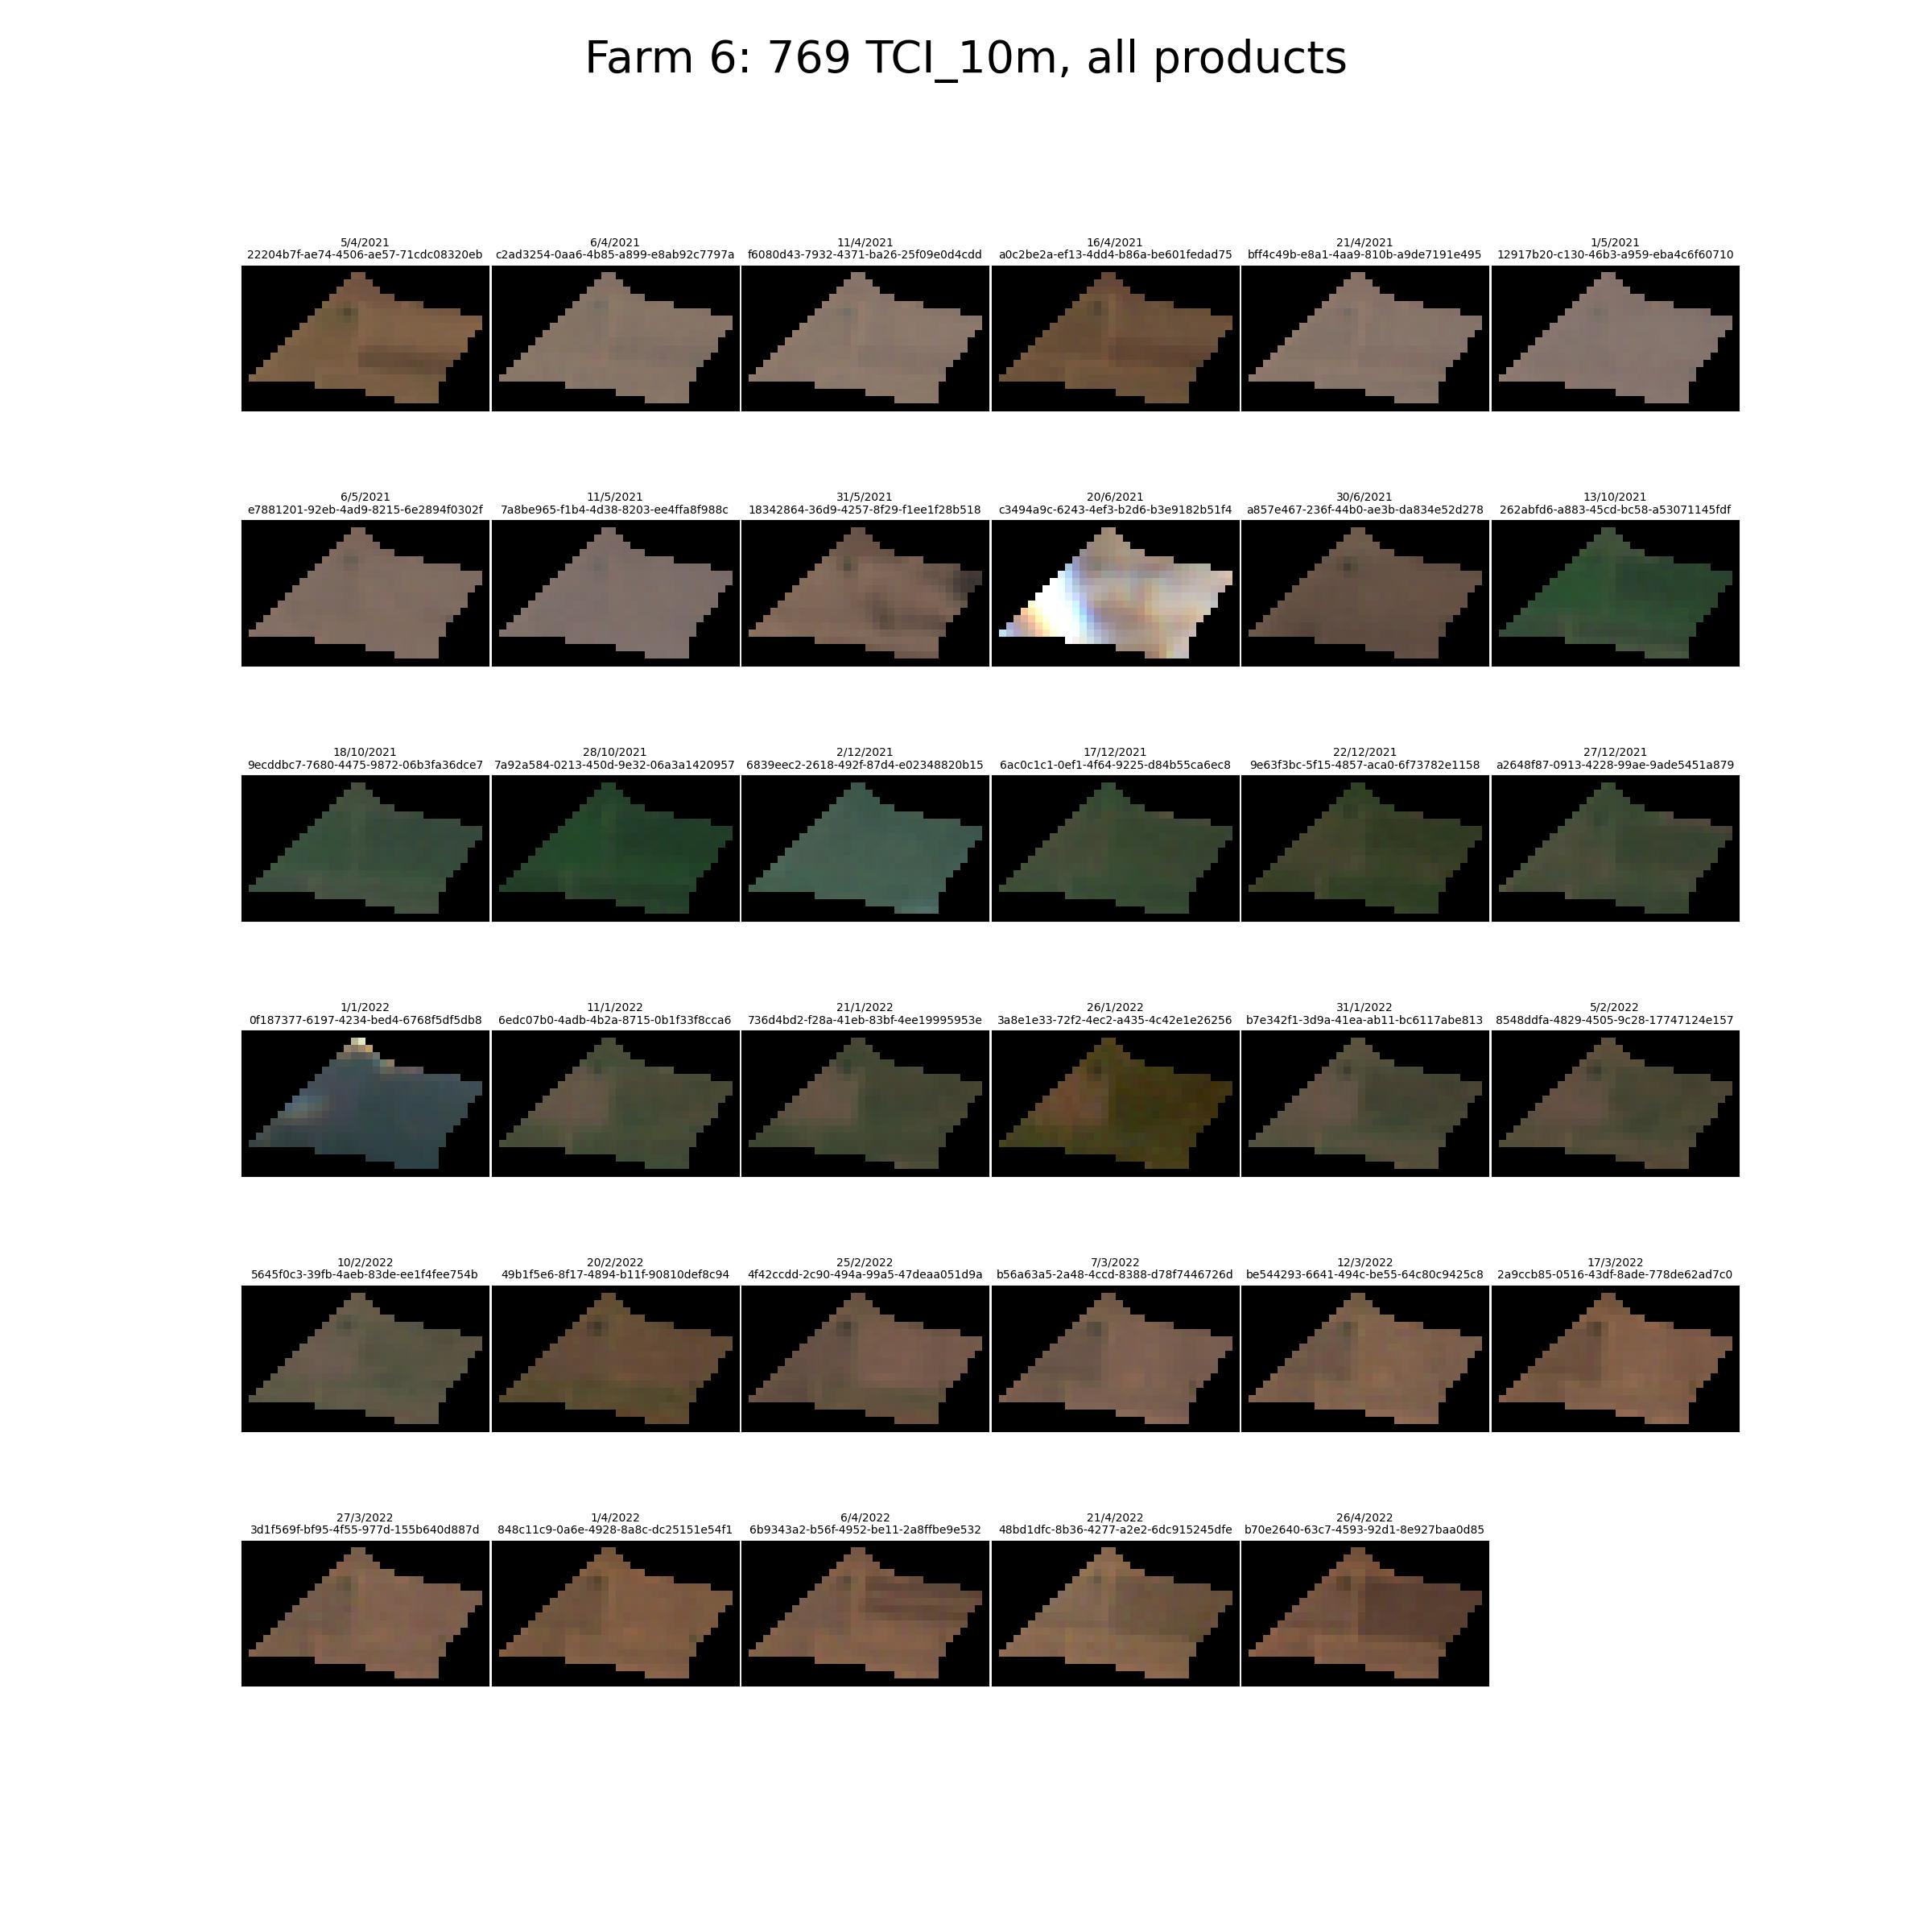 Farm 6: 769 TCI_10m, all products
5/4/2021 6/4/2021 11/4/2021 16/4/2021 21/4/2021 1/5/2021
22204b7f-ae74-4506-ae57-71cdc08320eb c2ad3254-0aa6-4b85-a899-e8ab92c7797a f6080d43-7932-4371-ba26-25f09e0d4cdd a0c2be2a-ef13-4dd4-b86a-be601fedad75 bff4c49b-e8a1-4aa9-810b-a9de7191e495 12917b20-c130-46b3-a959-eba4c6f60710
6/5/2021 11/5/2021 31/5/2021 20/6/2021 30/6/2021 13/10/2021
e7881201-92eb-4ad9-8215-6e2894f0302f 7a8be965-f1b4-4d38-8203-ee4ffa8f988c 18342864-36d9-4257-8f29-f1ee1f28b518 c3494a9c-6243-4ef3-b2d6-b3e9182b51f4 a857e467-236f-44b0-ae3b-da834e52d278 262abfd6-a883-45cd-bc58-a53071145fdf
18/10/2021 28/10/2021 2/12/2021 17/12/2021 22/12/2021 27/12/2021
9ecddbc7-7680-4475-9872-06b3fa36dce7 7a92a584-0213-450d-9e32-06a3a1420957 6839eec2-2618-492f-87d4-e02348820b15 6ac0c1c1-0ef1-4f64-9225-d84b55ca6ec8 9e63f3bc-5f15-4857-aca0-6f73782e1158 a2648f87-0913-4228-99ae-9ade5451a879
1/1/2022 11/1/2022 21/1/2022 26/1/2022 31/1/2022 5/2/2022
0f187377-6197-4234-bed4-6768f5df5db8 6edc07b0-4adb-4b2a-8715-0b1f33f8cca6 736d4bd2-f28a-41eb-83bf-4ee19995953e 3a8e1e33-72f2-4ec2-a435-4c42e1e26256 b7e342f1-3d9a-41ea-ab11-bc6117abe813 8548ddfa-4829-4505-9c28-17747124e157
10/2/2022 20/2/2022 25/2/2022 7/3/2022 12/3/2022 17/3/2022
5645f0c3-39fb-4aeb-83de-ee1f4fee754b 49b1f5e6-8f17-4894-b11f-90810def8c94 4f42ccdd-2c90-494a-99a5-47deaa051d9a b56a63a5-2a48-4ccd-8388-d78f7446726d be544293-6641-494c-be55-64c80c9425c8 2a9ccb85-0516-43df-8ade-778de62ad7c0
27/3/2022 1/4/2022 6/4/2022 21/4/2022 26/4/2022
3d1f569f-bf95-4f55-977d-155b640d887d 848c11c9-0a6e-4928-8a8c-dc25151e54f1 6b9343a2-b56f-4952-be11-2a8ffbe9e532 48bd1dfc-8b36-4277-a2e2-6dc915245dfe b70e2640-63c7-4593-92d1-8e927baa0d85